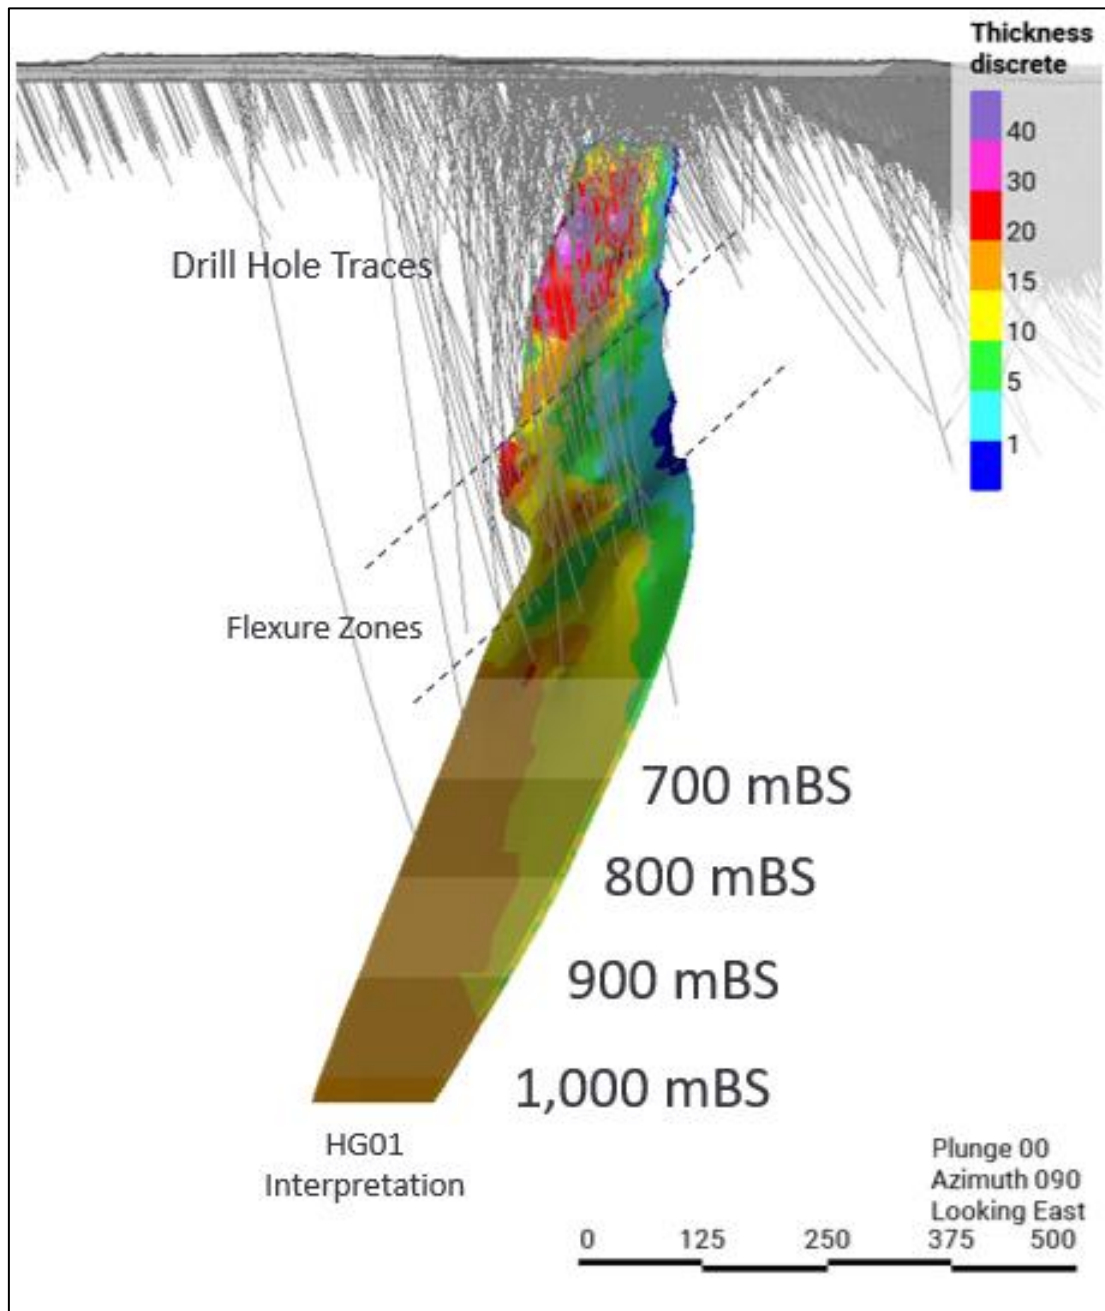 Thickness
discrete
40
30
20
15
10
5
1
Drill Hole Traces
Flexure Zones
700 mBS
800 mBS
900 mBS
1,000 mBS
HG01
Interpretation
Plunge 00
Azimuth 090
Looking East
0 125 250 375 500